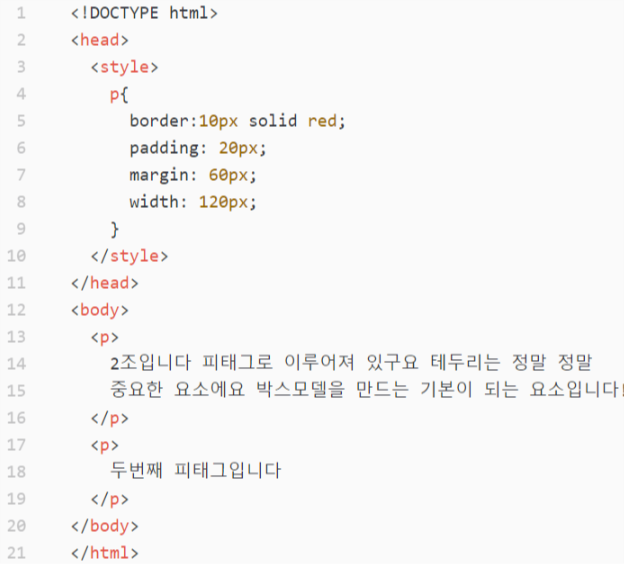 1 <!DOCTYPE html>
2 <head>
3 <style>
4 p{
5 border:10px solid red;
6 padding: 20px;
7 margin: 60px;
8 width: 120px;
9 }
10 </style>
11 </head>
12 <body>
13 <p>
14 2조입니다 피태그로 이루어져 있구요 테두리는 정말 정말
15 중요한 요소에요 박스모델을 만드는 기본이 되는 요소입니다!
16 </p>
17 <p>
18 두번째 피태그입니다
19 </p>
20 </body>
21 </html>